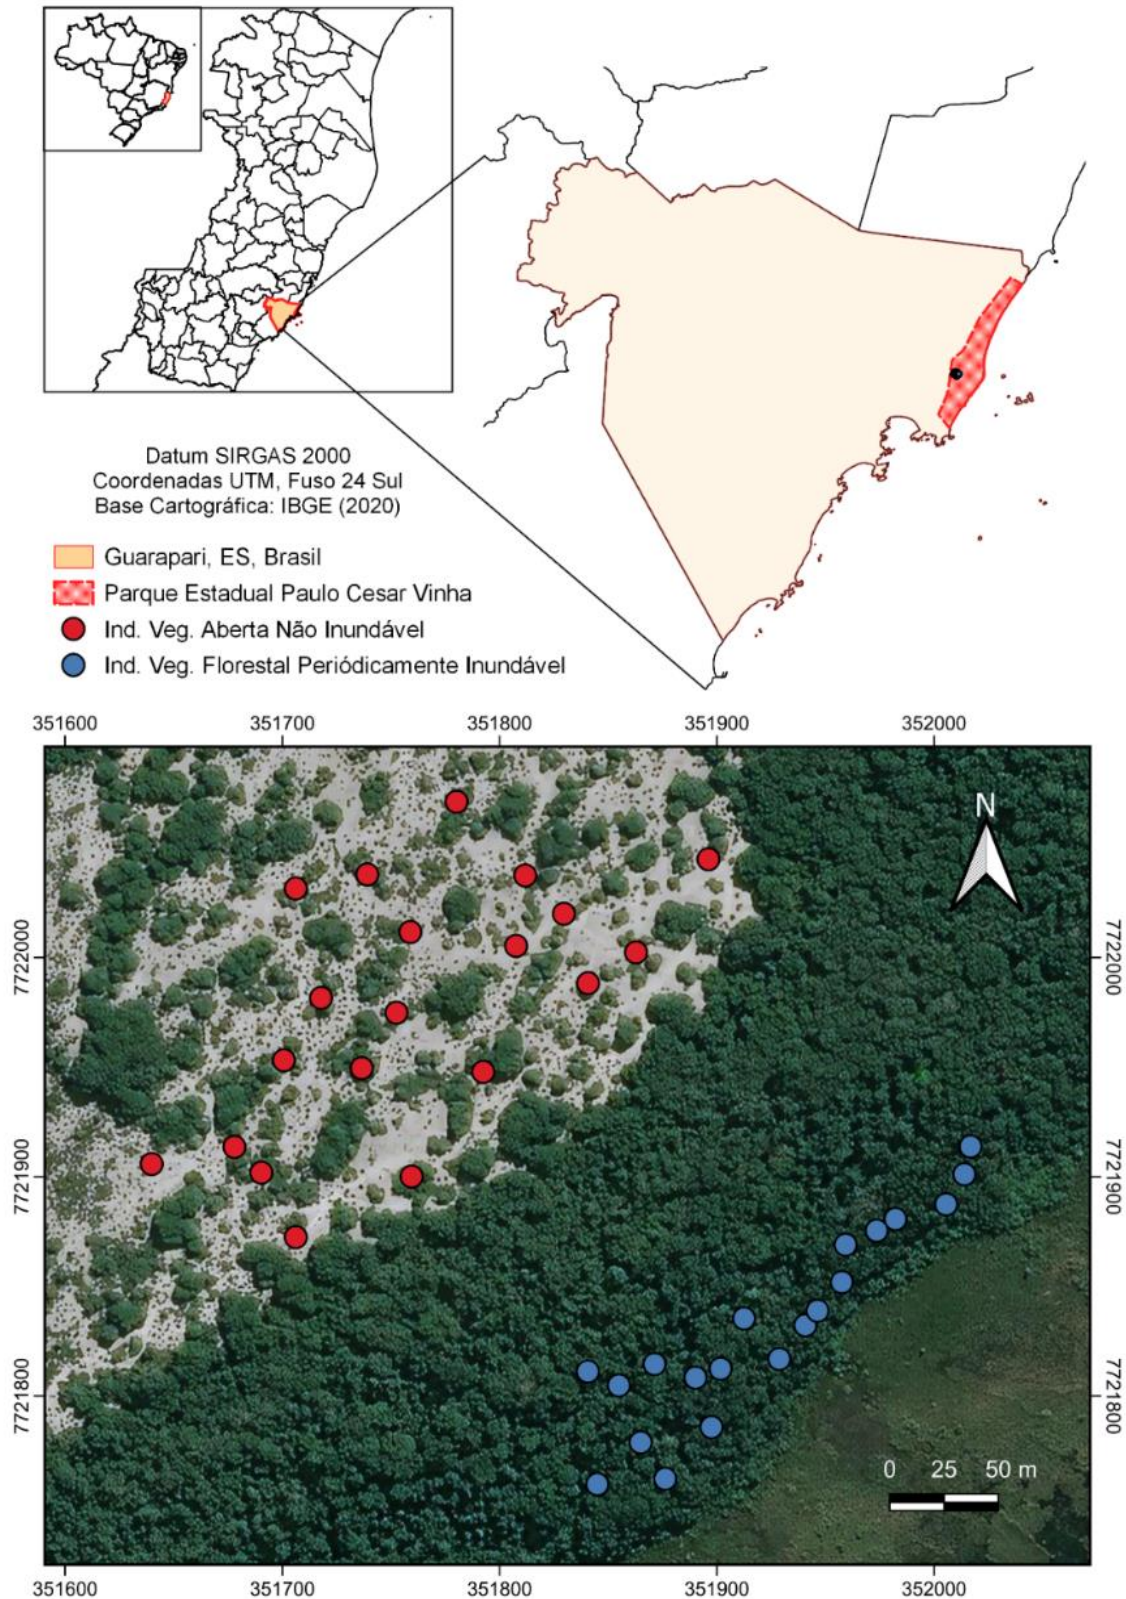 Datum SIRGAS 2000
Coordenadas UTM, Fuso 24 Sul
Base Cartográfica: IBGE (2020)
Guarapari, ES, Brasil
Parque Estadual Paulo Cesar Vinha
Ind. Veg. Aberta Não Inundável
Ind. Veg. Florestal Periódicamente Inundável
351600 351700 351800 351900 352000
N
7722000 7722000
7721900 7721900
7721800 7721800
0 25 50 m
351600 351700 351800 351900 352000